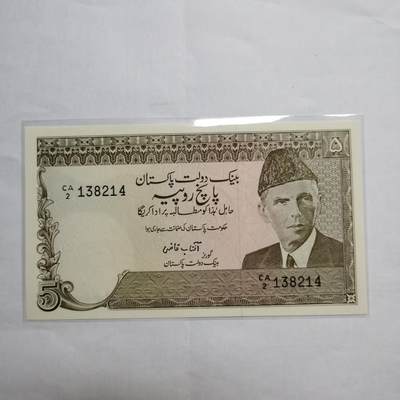 ۵
بینک دولت پاکستان
پانچ روپیہ
CA/2 138214
حامل ہذا کو مطالبہ پر ادا کریگا
حکومت پاکستان کی ضمانت سے جاری ہوا
آفتاب قاضی
گورنر
بینک دولت پاکستان
CA/2 138214
5